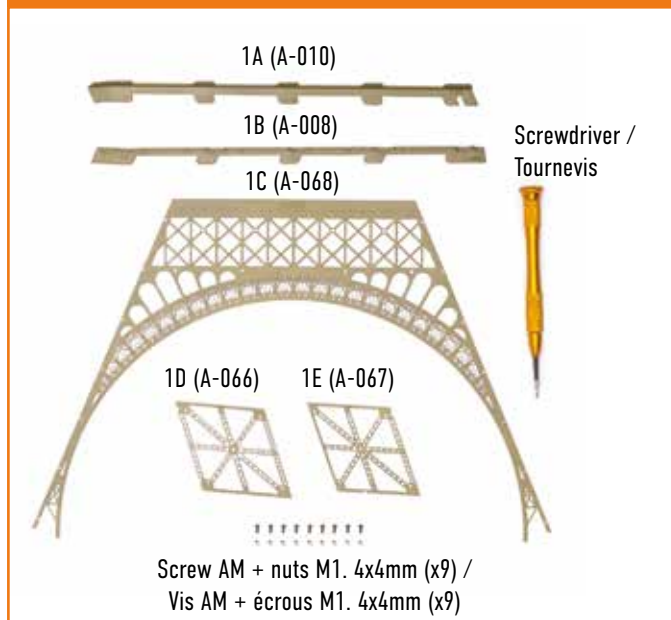 1A (A-010)
1B (A-008)
Screwdriver /
Tournevis
1C (A-068)
1D (A-066)
1E (A-067)
Screw AM + nuts M1. 4x4mm (x9) /
Vis AM + écrous M1. 4x4mm (x9)